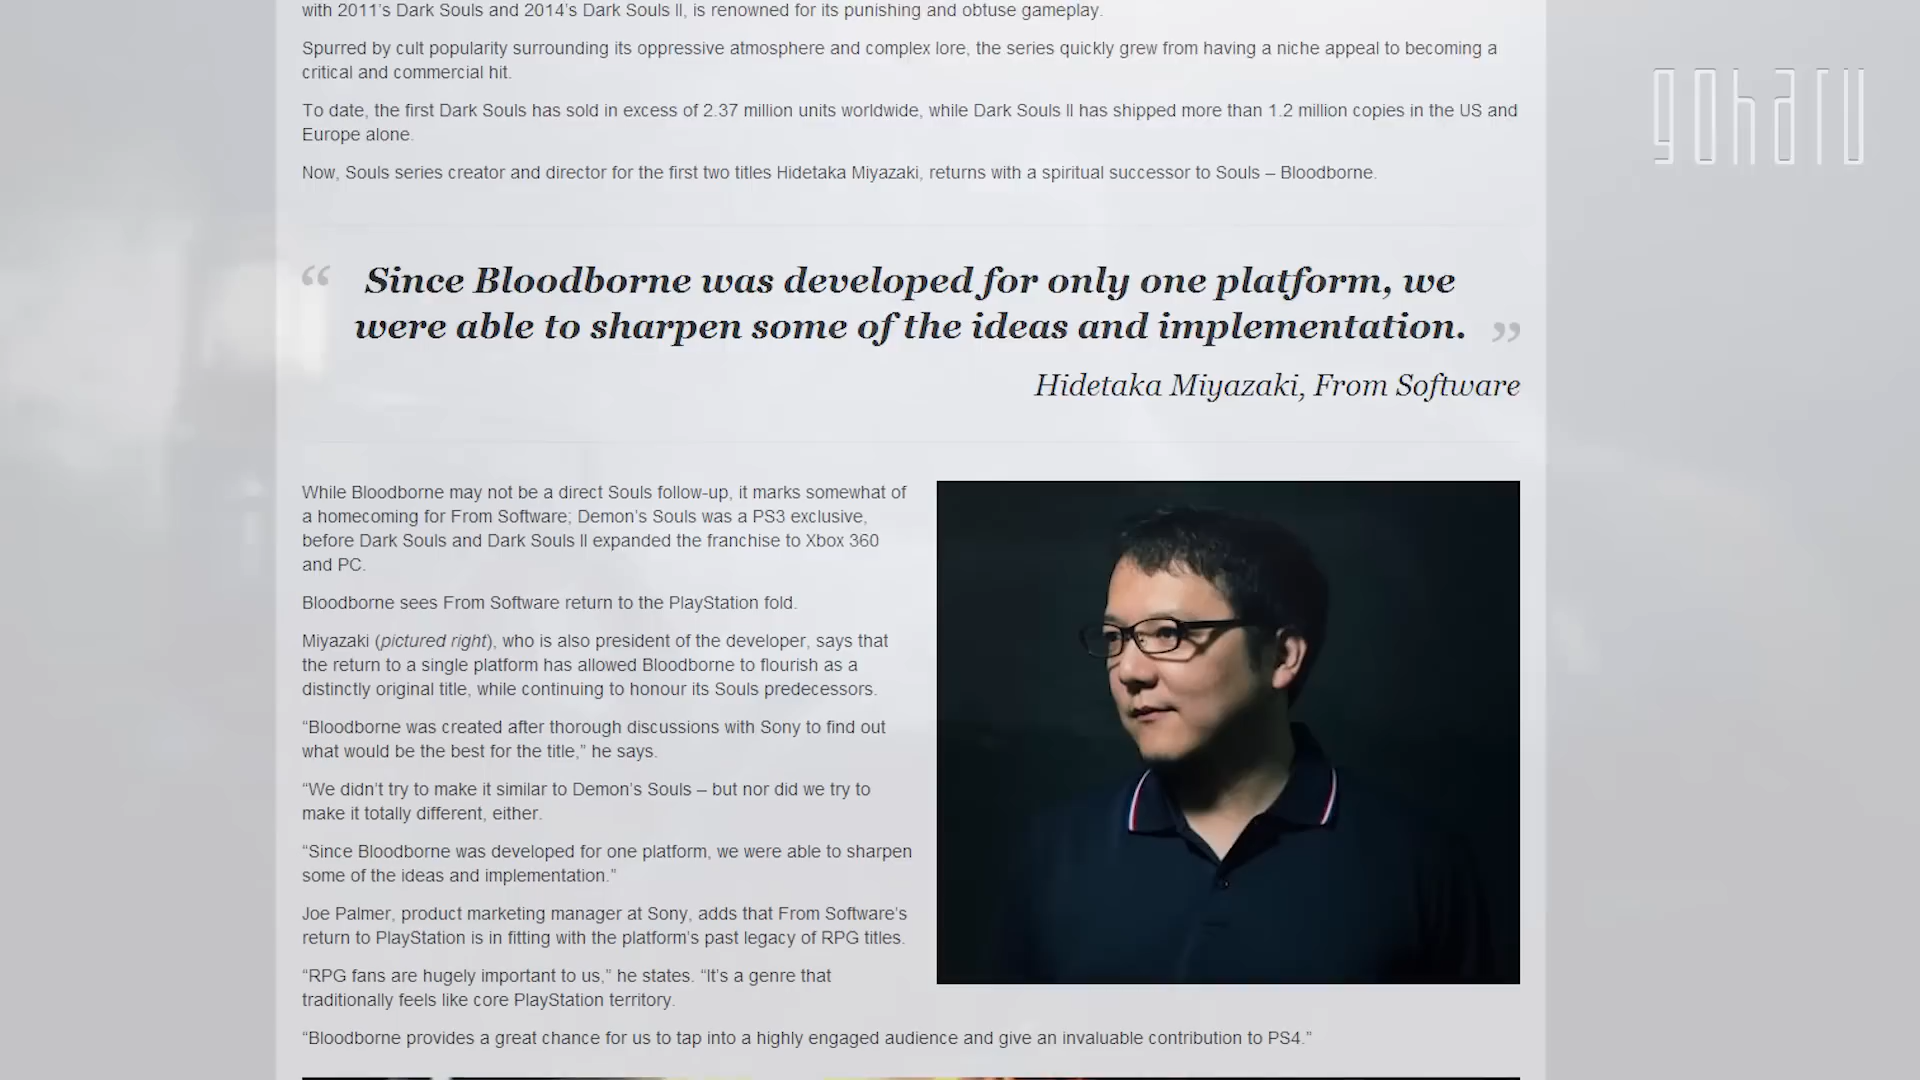 with 2011's Dark Souls and 2014's Dark Souls II, is renowned for its punishing and obtuse gameplay.
Spurred by cult popularity surrounding its oppressive atmosphere and complex lore, the series quickly grew from having a niche appeal to becoming a
critical and commercial hit.
To date, the first Dark Souls has sold in excess of 2.37 million units worldwide, while Dark Souls II has shipped more than 1.2 million copies in the US and
Europe alone.
Now, Souls series creator and director for the first two titles Hidetaka Miyazaki, returns with a spiritual successor to Souls – Bloodborne.
goharu
“ Since Bloodborne was developed for only one platform, we
were able to sharpen some of the ideas and implementation. ”
Hidetaka Miyazaki, From Software
While Bloodborne may not be a direct Souls follow-up, it marks somewhat of
a homecoming for From Software; Demon's Souls was a PS3 exclusive,
before Dark Souls and Dark Souls II expanded the franchise to Xbox 360
and PC.
Bloodborne sees From Software return to the PlayStation fold.
Miyazaki (pictured right), who is also president of the developer, says that
the return to a single platform has allowed Bloodborne to flourish as a
distinctly original title, while continuing to honour its Souls predecessors.
“Bloodborne was created after thorough discussions with Sony to find out
what would be the best for the title,” he says.
“We didn't try to make it similar to Demon's Souls – but nor did we try to
make it totally different, either.
“Since Bloodborne was developed for one platform, we were able to sharpen
some of the ideas and implementation.”
Joe Palmer, product marketing manager at Sony, adds that From Software's
return to PlayStation is in fitting with the platform's past legacy of RPG titles.
“RPG fans are hugely important to us,” he states. “It's a genre that
traditionally feels like core PlayStation territory.
“Bloodborne provides a great chance for us to tap into a highly engaged audience and give an invaluable contribution to PS4.”